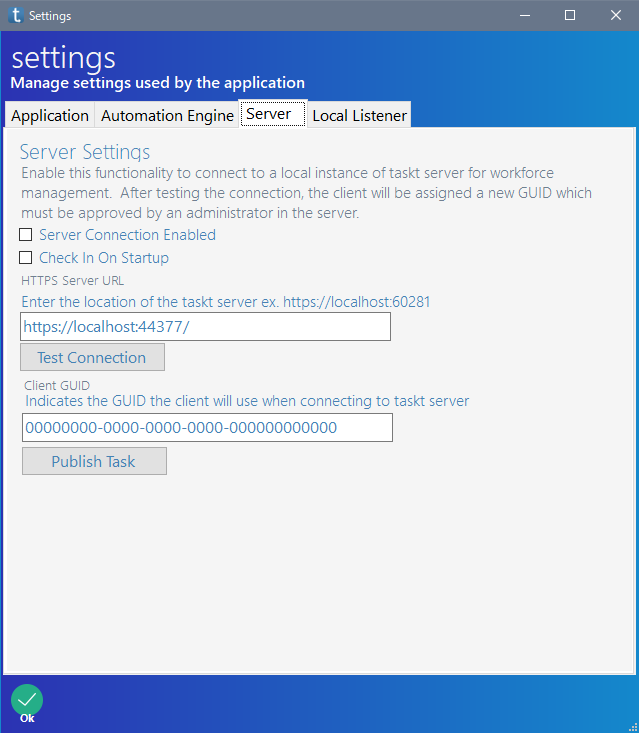 t Settings
settings
Manage settings used by the application
Application Automation Engine Server Local Listener
Server Settings
Enable this functionality to connect to a local instance of taskt server for workforce
management.  After testing the connection, the client will be assigned a new GUID which
must be approved by an administrator in the server.
Server Connection Enabled
Check In On Startup
HTTPS Server URL
Enter the location of the taskt server ex. https://localhost:60281
https://localhost:44377/
Test Connection
Client GUID
Indicates the GUID the client will use when connecting to taskt server
00000000-0000-0000-0000-000000000000
Publish Task
Ok